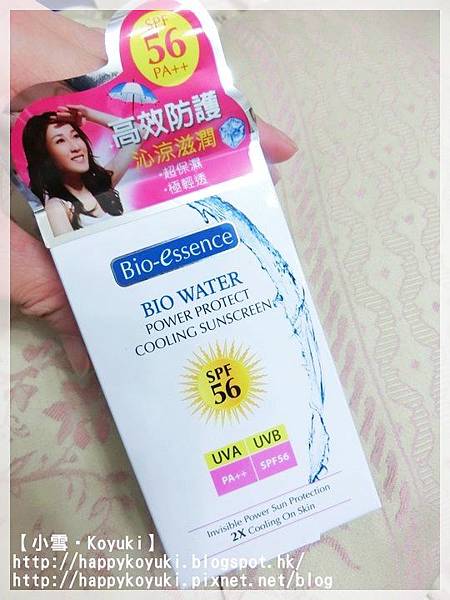 SPF
56
PA++
高效防護
沁涼滋潤
·超保濕
·極輕透
Bio-essence
BIO WATER
POWER PROTECT
COOLING SUNSCREEN
SPF
56
UVA UVB
PA++ SPF56
Invisible Power Sun Protection
2X Cooling On Skin
【小雪·Koyuki】
http://happykoyuki.blogspot.hk/
http://happykoyuki.pixnet.net/blog